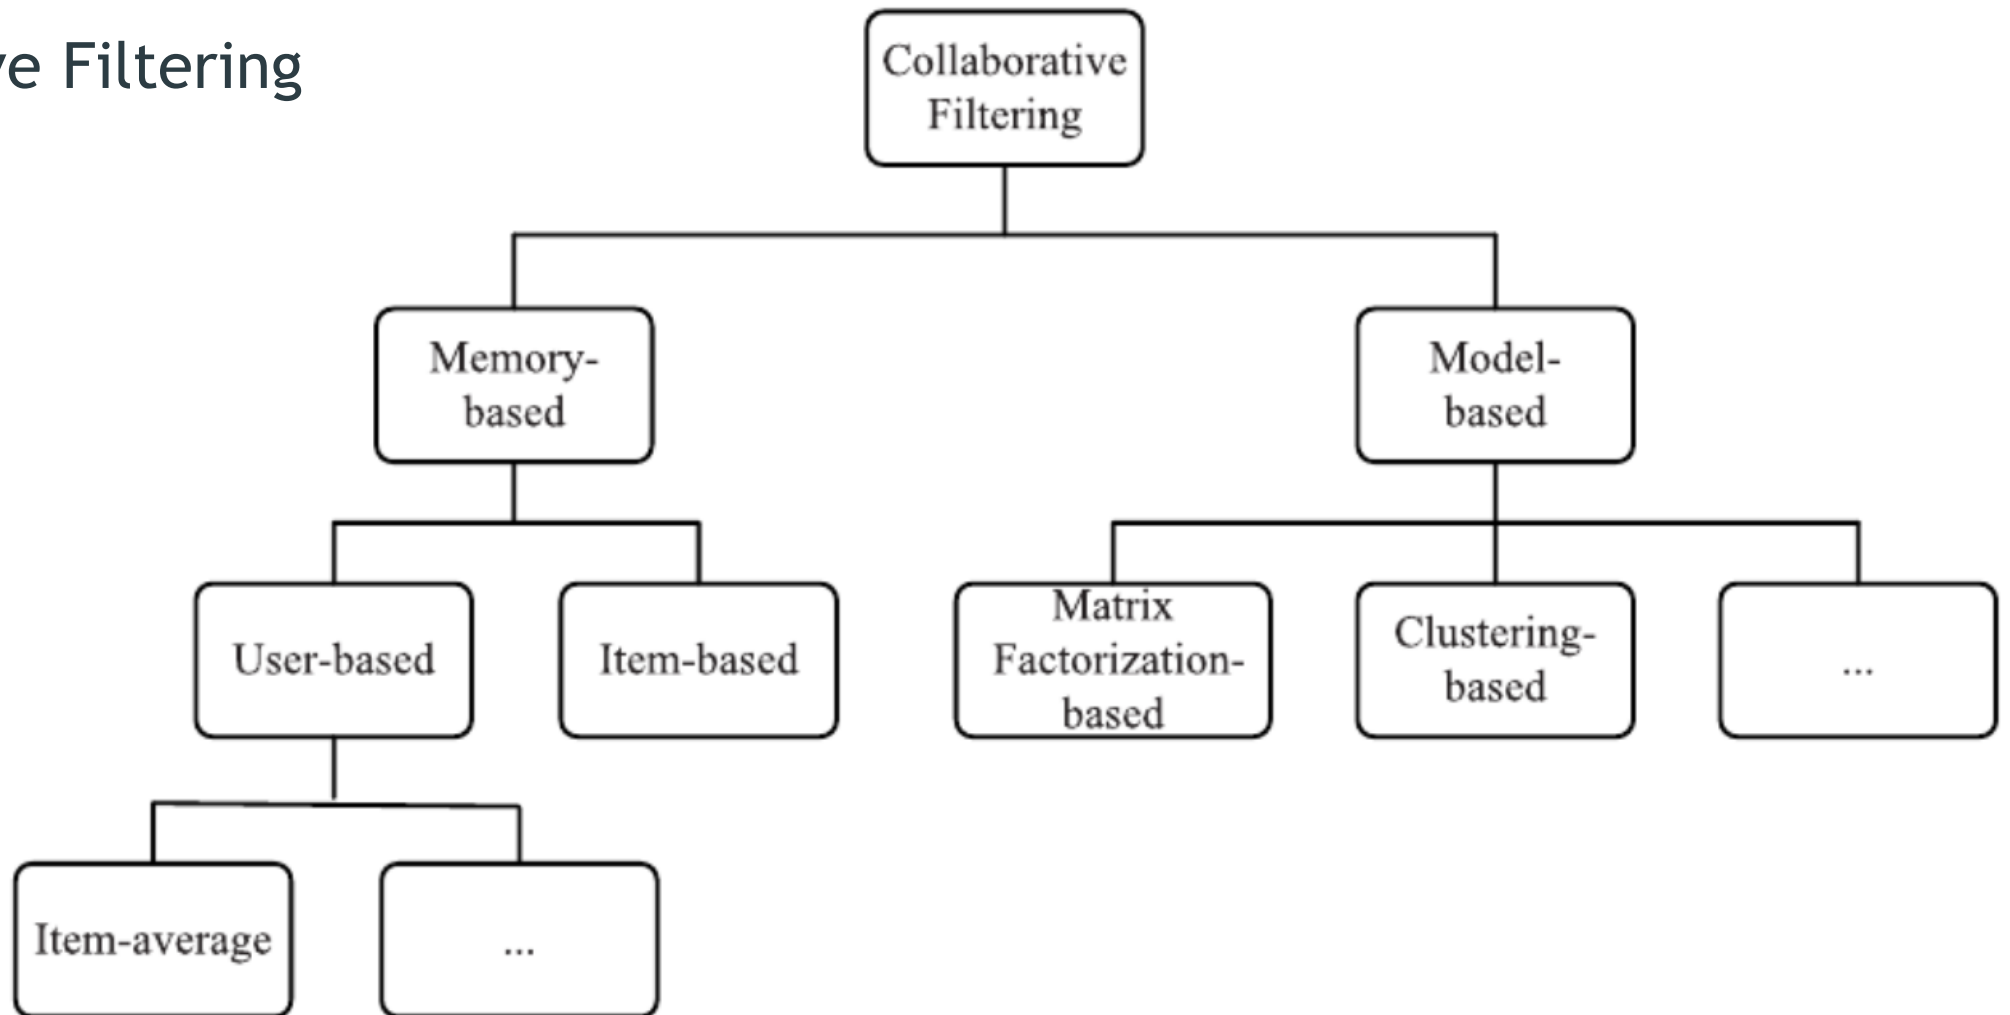 ve Filtering
Collaborative
Filtering
Memory-
based
Model-
based
User-based
Item-based
Matrix
Factorization-
based
Clustering-
based
...
Item-average
...